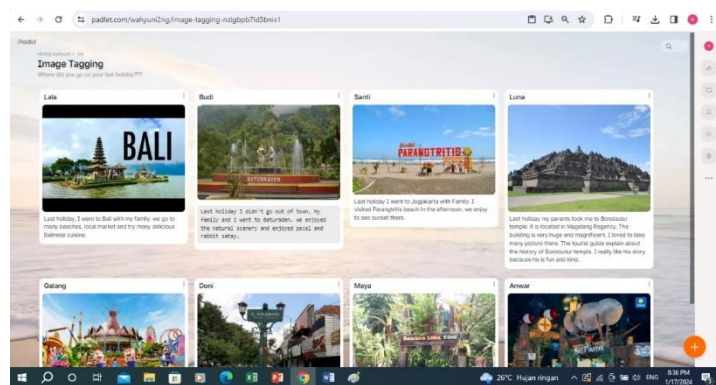 padlet.com/wahyuni2ng/image-tagging-nzigbpb7ld3bnix1
Padlet
Image Tagging
Where did you go on your last holiday???
Lala
BALI
Last holiday, I went to Bali with my family. we go to
many beaches, local market and try many delicious
Balinese cuisine.
Budi
BATURRADEN
Last holiday I didn't go out of town. My
family and I went to Baturaden. we enjoyed
the natural scenery and enjoyed pecel and
rabbit satay.
Santi
PARANGTRITIS
Last holiday I went to Jogjakarta with Family. I
visited Parangtritis beach in the afternoon. we enjoy
to see sunset there.
Luna
Last holiday my parents took me to Borobudur
temple. It is located in Magelang Regency. The
building is very huge and magnificent. I loved to take
many picture there. The tourist guide explain about
the history of Borobudur temple. I really like his story
because he is fun and kind.
Galang
Doni
JL. MALIOBORO
Maya
Gembira Loka ZOO
Anwar
26°C Hujan ringan
ENG
8:36 PM
1/17/2024